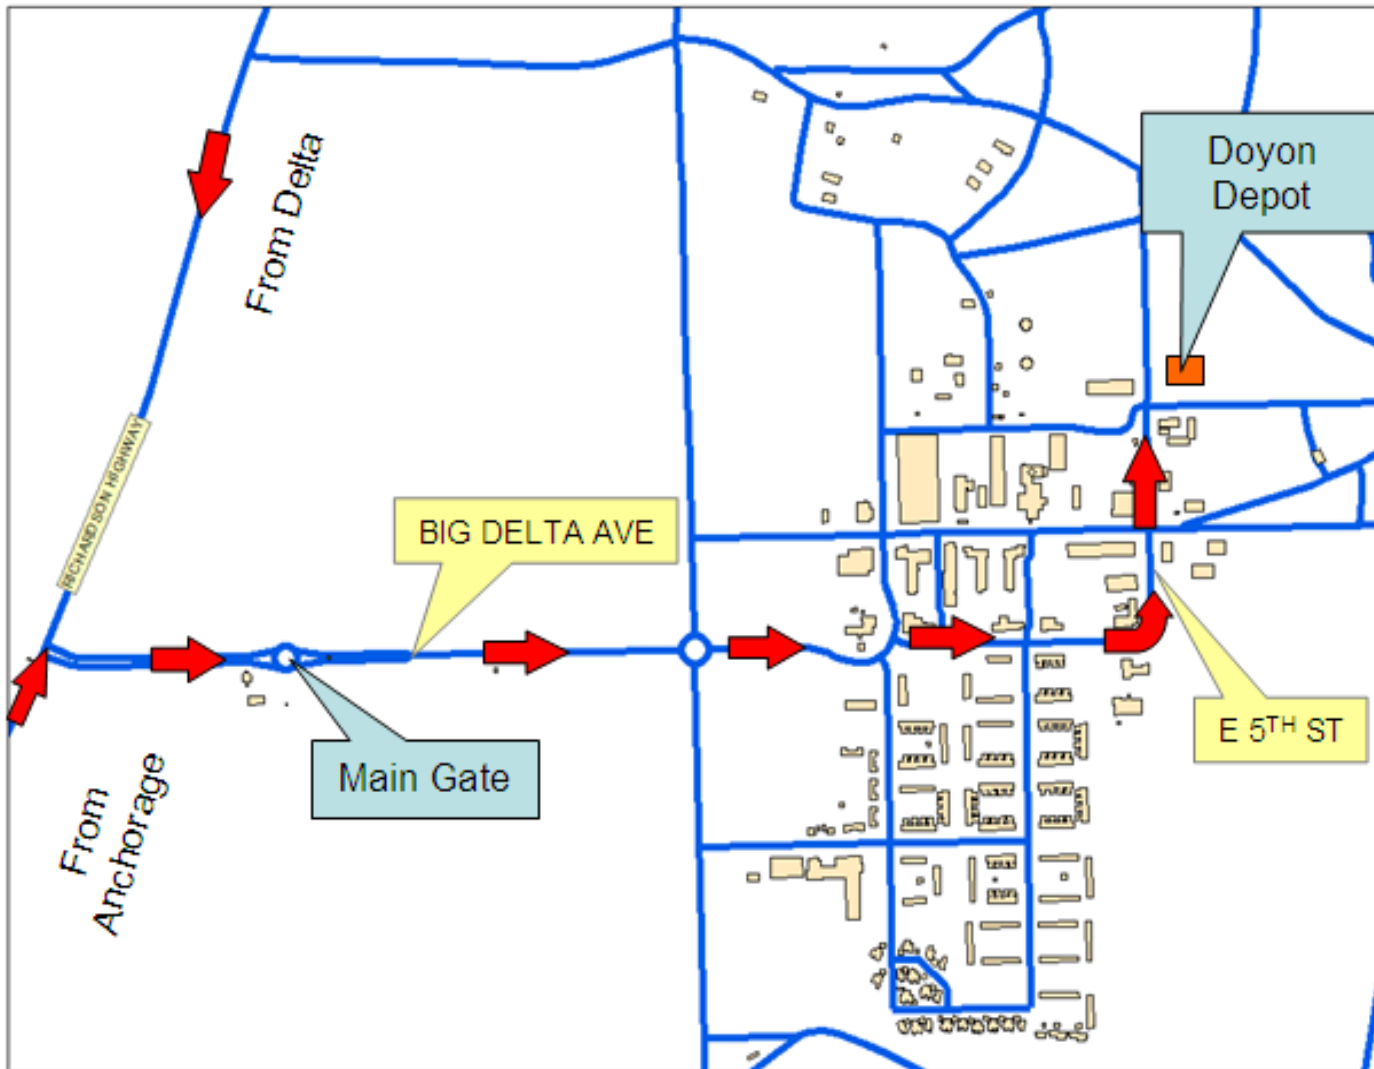 Doyon
Depot
From Delta
RICHARDSON HIGHWAY
BIG DELTA AVE
Main Gate
E 5TH ST
From
Anchorage